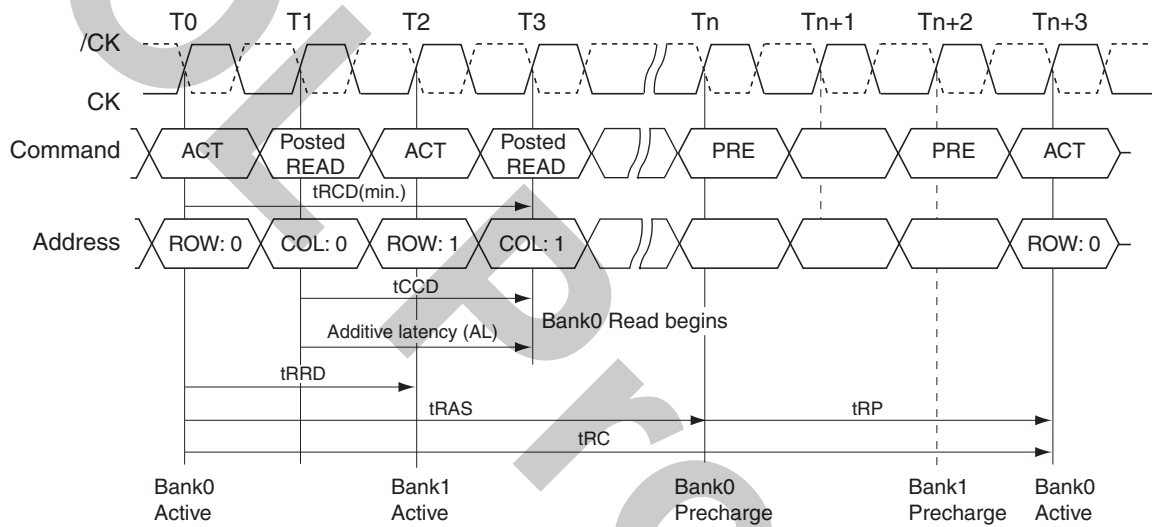 T0 T1 T2 T3 Tn Tn+1 Tn+2 Tn+3
/CK
CK
Command ACT Posted READ ACT Posted READ PRE PRE ACT
tRCD(min.)
Address ROW: 0 COL: 0 ROW: 1 COL: 1 ROW: 0
tCCD
Bank0 Read begins
Additive latency (AL)
tRRD
tRAS tRP
tRC
Bank0 Active Bank1 Active Bank0 Precharge Bank1 Precharge Bank0 Active